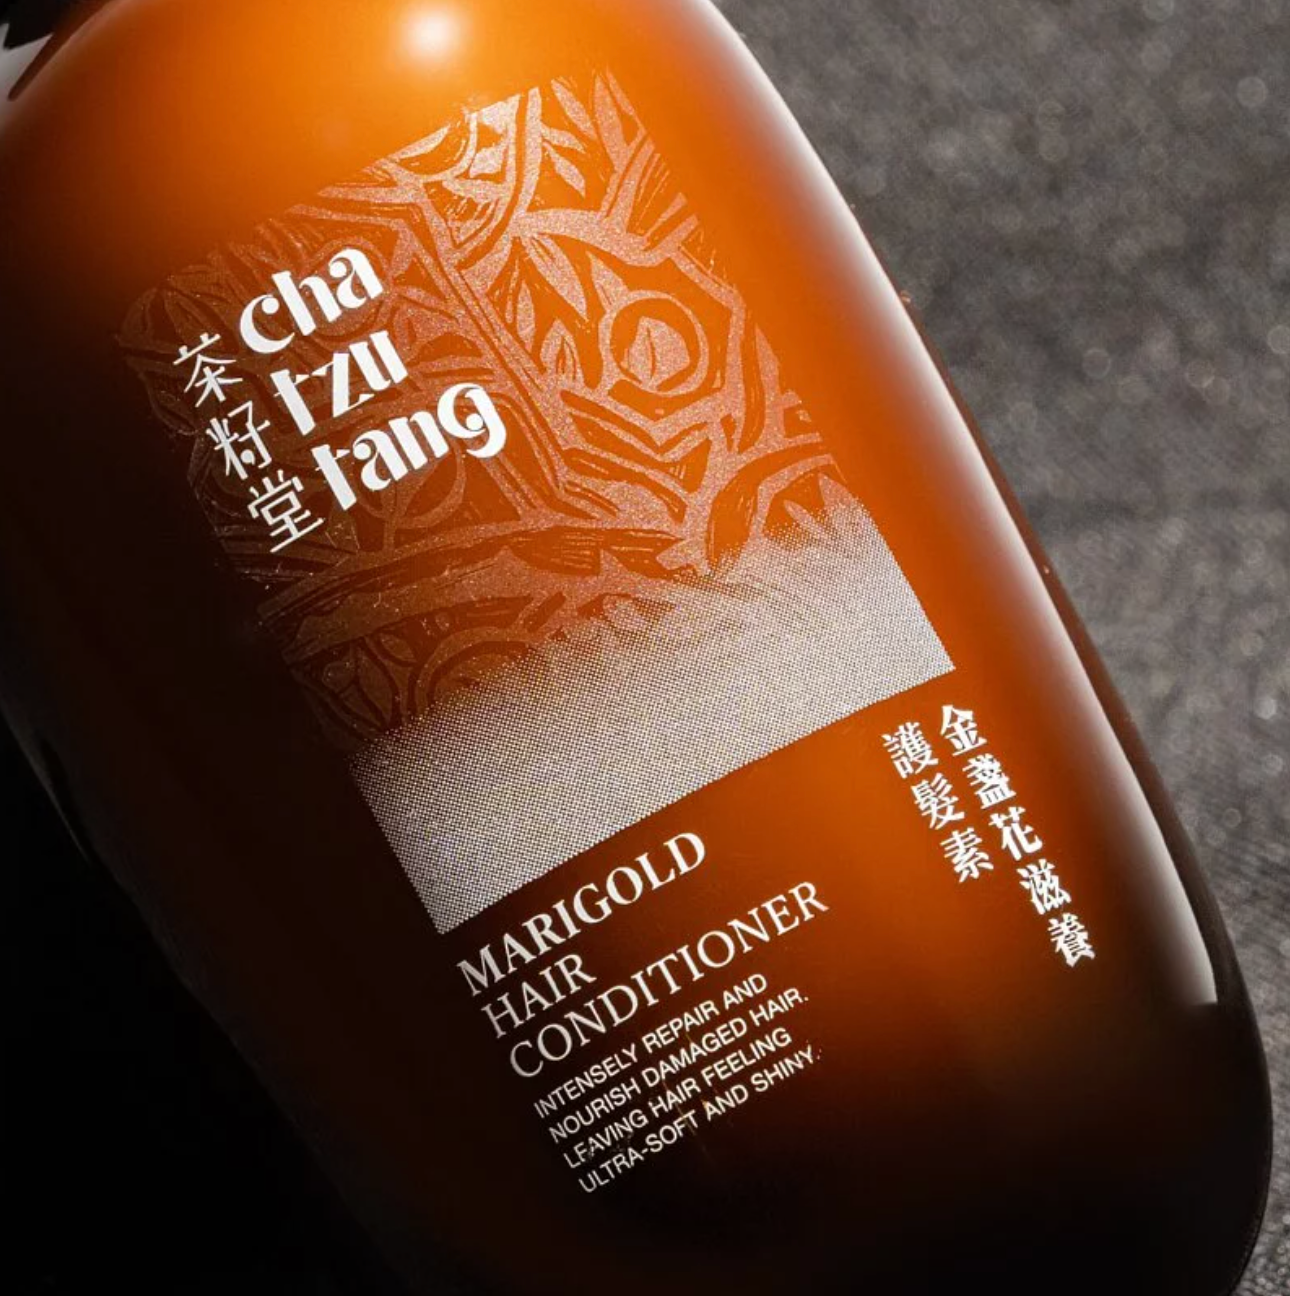 茶籽堂
cha
tzu
tang
金盞花滋養
護髮素
MARIGOLD
HAIR
CONDITIONER
INTENSELY REPAIR AND
NOURISH DAMAGED HAIR.
LEAVING HAIR FEELING
ULTRA-SOFT AND SHINY.